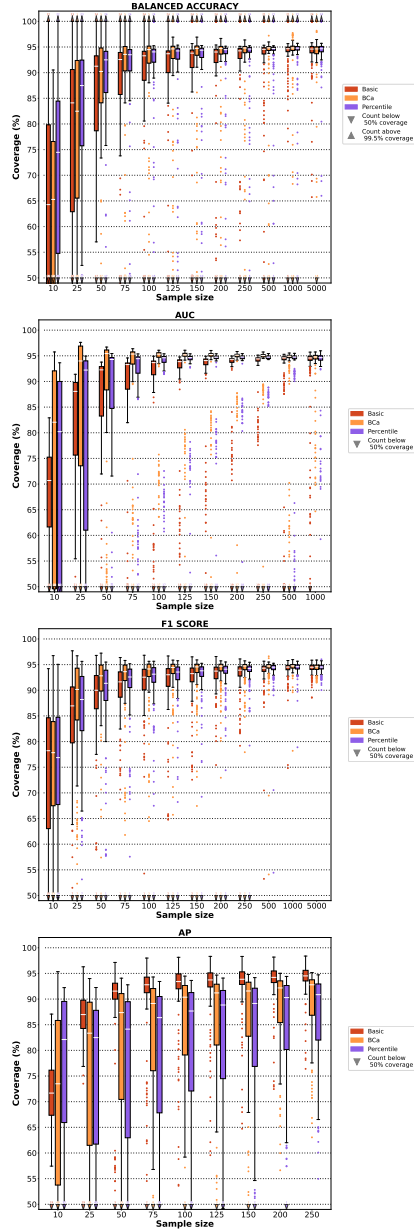 BALANCED ACCURACY
100
95
90
85
80
75
70
65
60
55
50
Coverage (%)
10 25 50 75 100 125 150 200 250 500 1000 5000
Sample size
Basic
BCa
Percentile
Count below
50% coverage
Count above
99.5% coverage
AUC
100
95
90
85
80
75
70
65
60
55
50
Coverage (%)
10 25 50 75 100 125 150 200 250 500 1000
Sample size
Basic
BCa
Percentile
Count below
50% coverage
F1 SCORE
100
95
90
85
80
75
70
65
60
55
50
Coverage (%)
10 25 50 75 100 125 150 200 250 500 1000 5000
Sample size
Basic
BCa
Percentile
Count below
50% coverage
AP
100
95
90
85
80
75
70
65
60
55
50
Coverage (%)
10 25 50 75 100 125 150 200 250
Sample size
Basic
BCa
Percentile
Count below
50% coverage